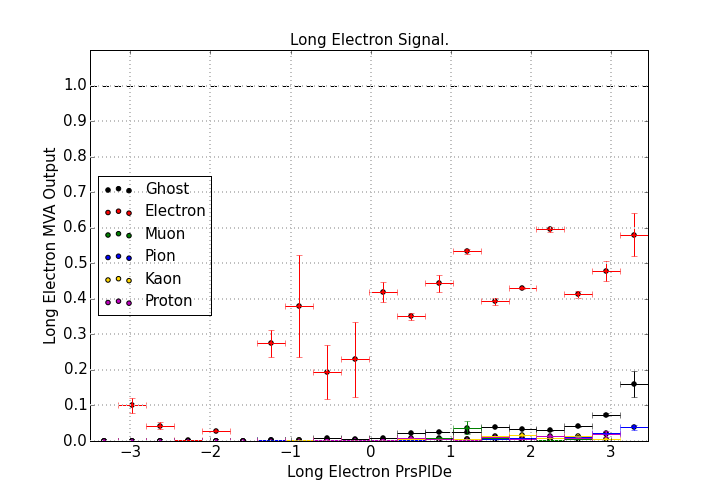 Long Electron Signal.
Long Electron MVA Output
1.0
0.9
0.8
0.7
0.6
0.5
0.4
0.3
0.2
0.1
0.0
Ghost
Electron
Muon
Pion
Kaon
Proton
−3 −2 −1 0 1 2 3
Long Electron PrsPIDe